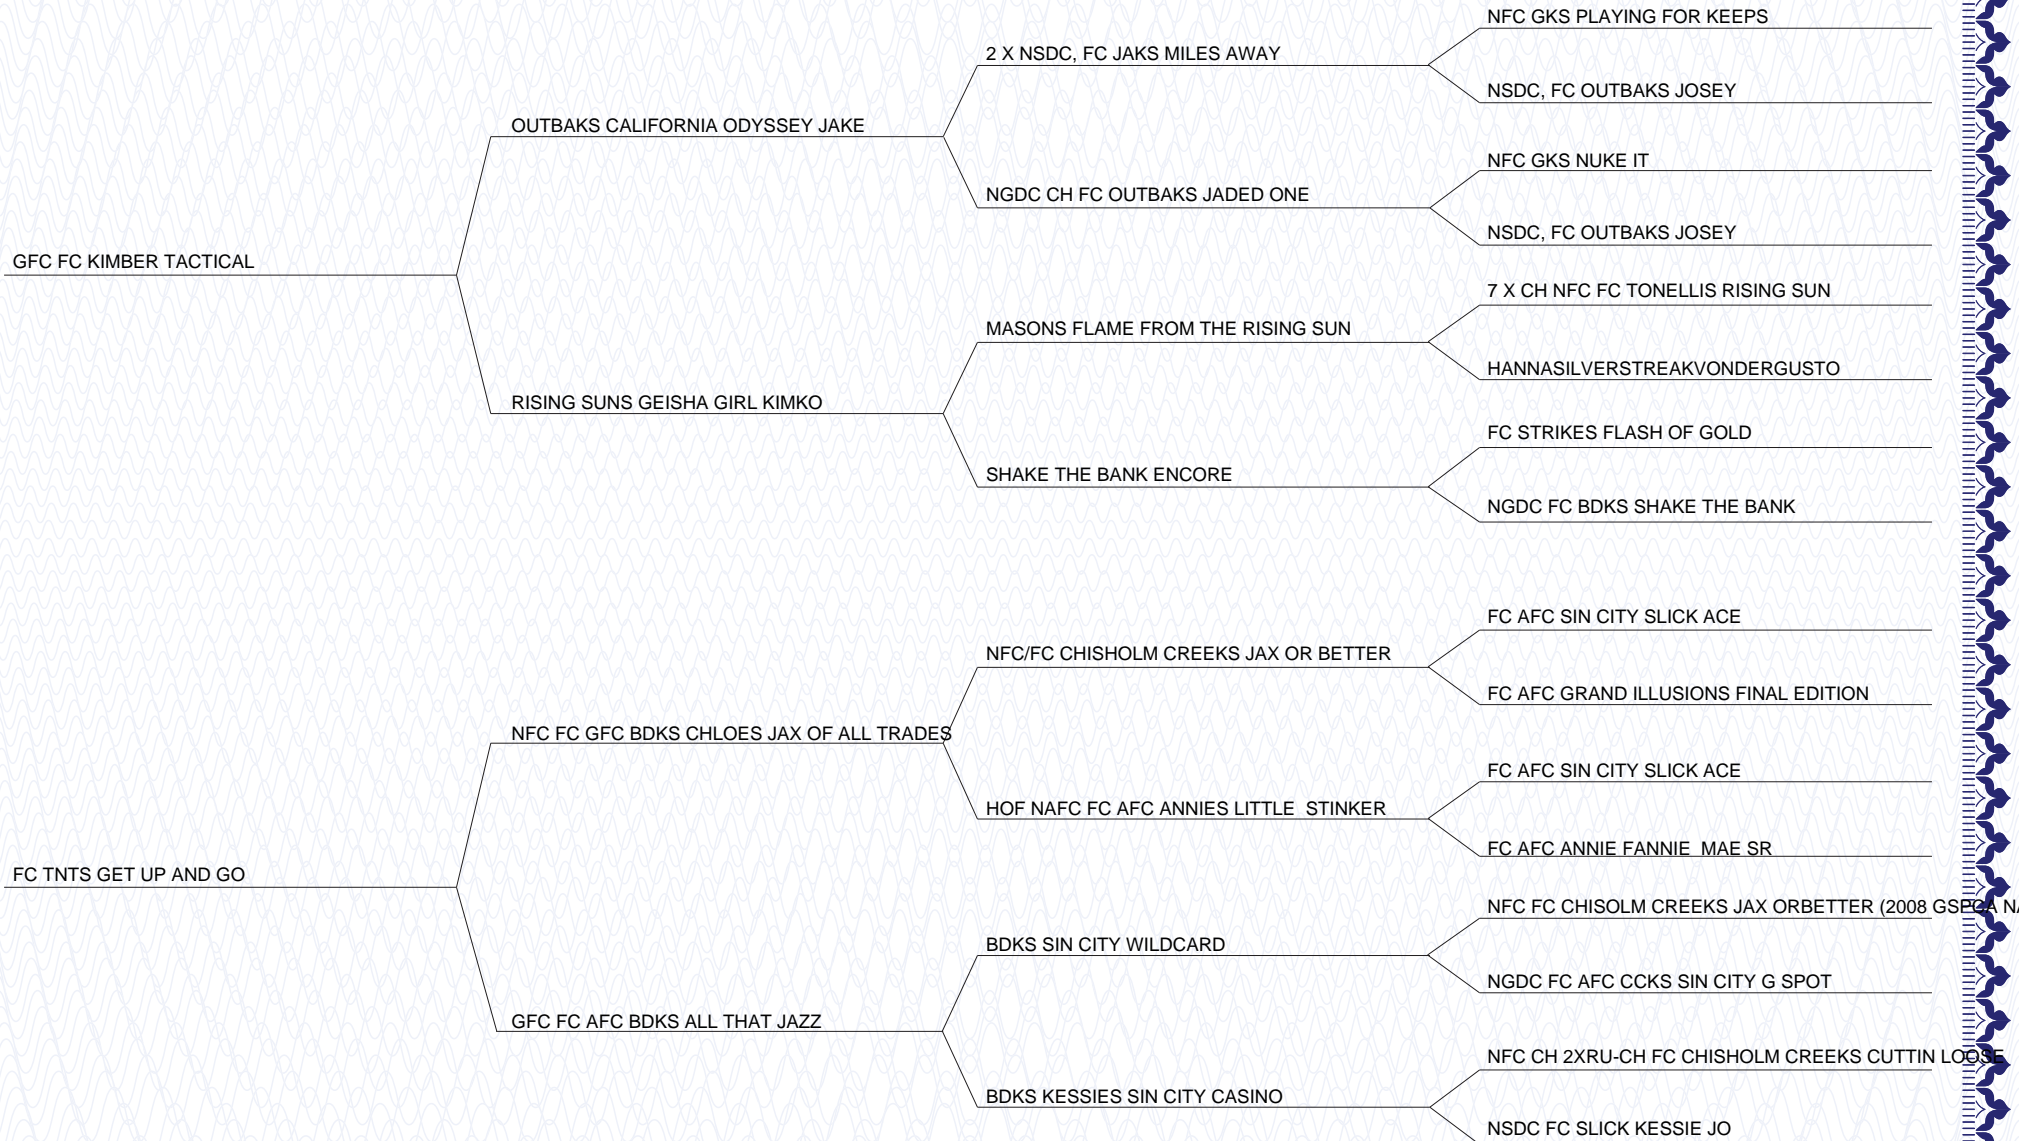 NFC GKS PLAYING FOR KEEPS
2 X NSDC, FC JAKS MILES AWAY
NSDC, FC OUTBAKS JOSEY
OUTBAKS CALIFORNIA ODYSSEY JAKE
NFC GKS NUKE IT
NGDC CH FC OUTBAKS JADED ONE
NSDC, FC OUTBAKS JOSEY
GFC FC KIMBER TACTICAL
7 X CH NFC FC TONELLIS RISING SUN
MASONS FLAME FROM THE RISING SUN
HANNASILVERSTREAKVONDERGUSTO
RISING SUNS GEISHA GIRL KIMKO
FC STRIKES FLASH OF GOLD
SHAKE THE BANK ENCORE
NGDC FC BDKS SHAKE THE BANK
FC AFC SIN CITY SLICK ACE
NFC/FC CHISHOLM CREEKS JAX OR BETTER
FC AFC GRAND ILLUSIONS FINAL EDITION
NFC FC GFC BDKS CHLOES JAX OF ALL TRADES
FC AFC SIN CITY SLICK ACE
HOF NAFC FC AFC ANNIES LITTLE  STINKER
FC AFC ANNIE FANNIE  MAE SR
FC TNTS GET UP AND GO
NFC FC CHISOLM CREEKS JAX ORBETTER (2008 GSPCA
BDKS SIN CITY WILDCARD
NGDC FC AFC CCKS SIN CITY G SPOT
GFC FC AFC BDKS ALL THAT JAZZ
NFC CH 2XRU-CH FC CHISHOLM CREEKS CUTTIN LOOSE
BDKS KESSIES SIN CITY CASINO
NSDC FC SLICK KESSIE JO